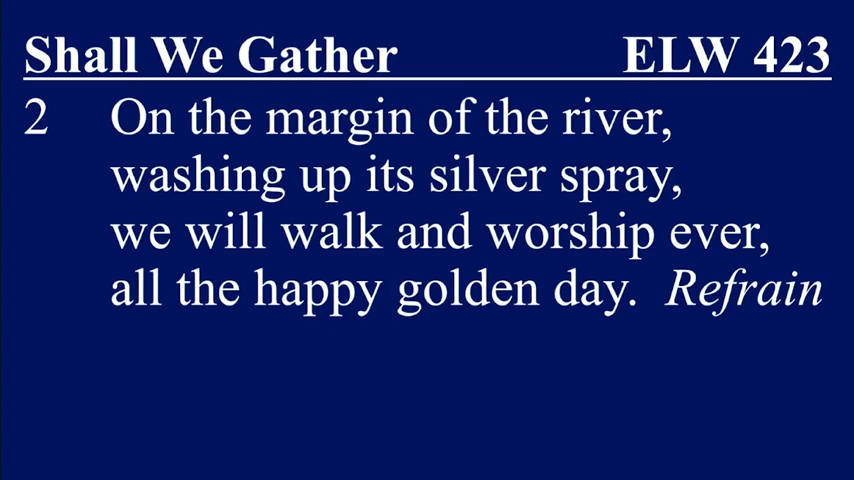 Shall We Gather ELW 423
2 On the margin of the river,
washing up its silver spray,
we will walk and worship ever,
all the happy golden day. Refrain